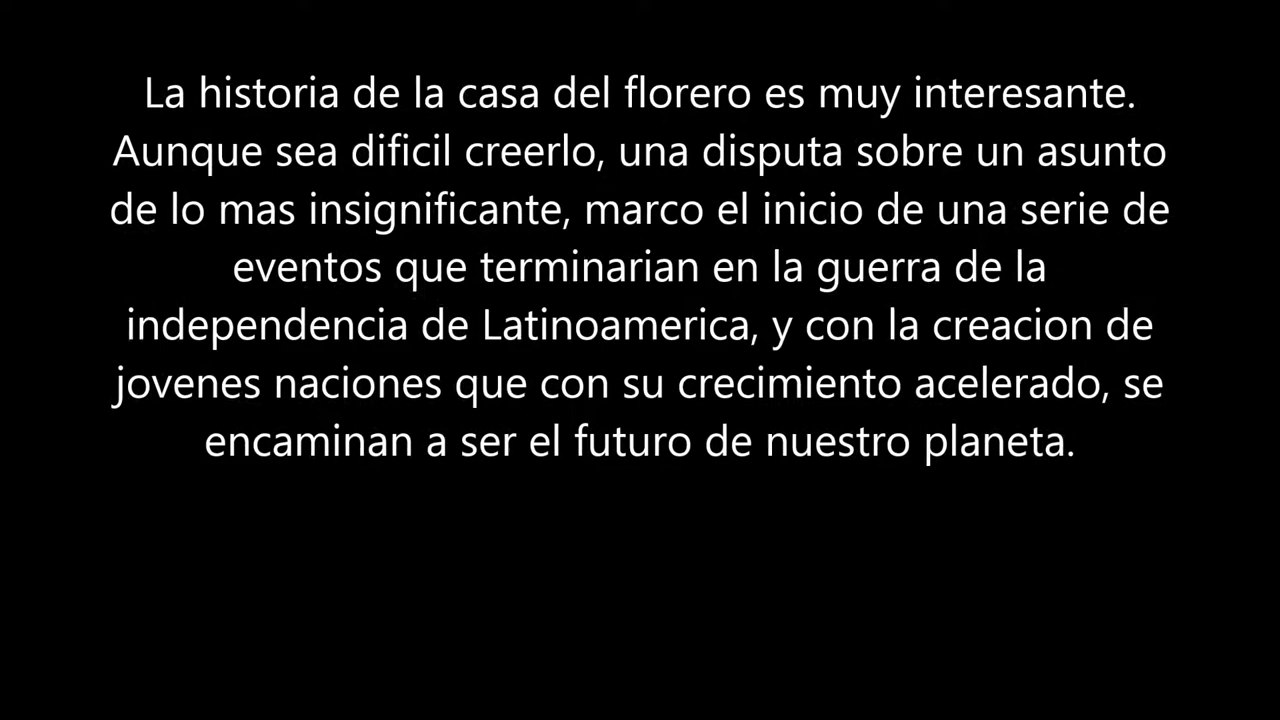 La historia de la casa del florero es muy interesante.
Aunque sea dificil creerlo, una disputa sobre un asunto
de lo mas insignificante, marco el inicio de una serie de
eventos que terminarian en la guerra de la
independencia de Latinoamerica, y con la creacion de
jovenes naciones que con su crecimiento acelerado, se
encaminan a ser el futuro de nuestro planeta.